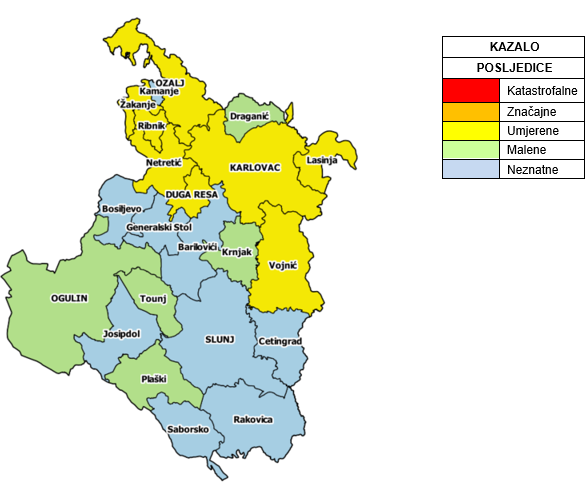 KAZALO
POSLJEDICE
Katastrofalne
Značajne
Umjerene
Malene
Neznatne
OZALJ
Kamanje
Žakanje
Draganić
Ribnik
Netretić
KARLOVAC
Lasinja
DUGA RESA
Bosiljevo
Generalski Stol
Barilovići
Krnjak
Vojnić
OGULIN
Tounj
Josipdol
SLUNJ
Cetingrad
Plaški
Saborsko
Rakovica